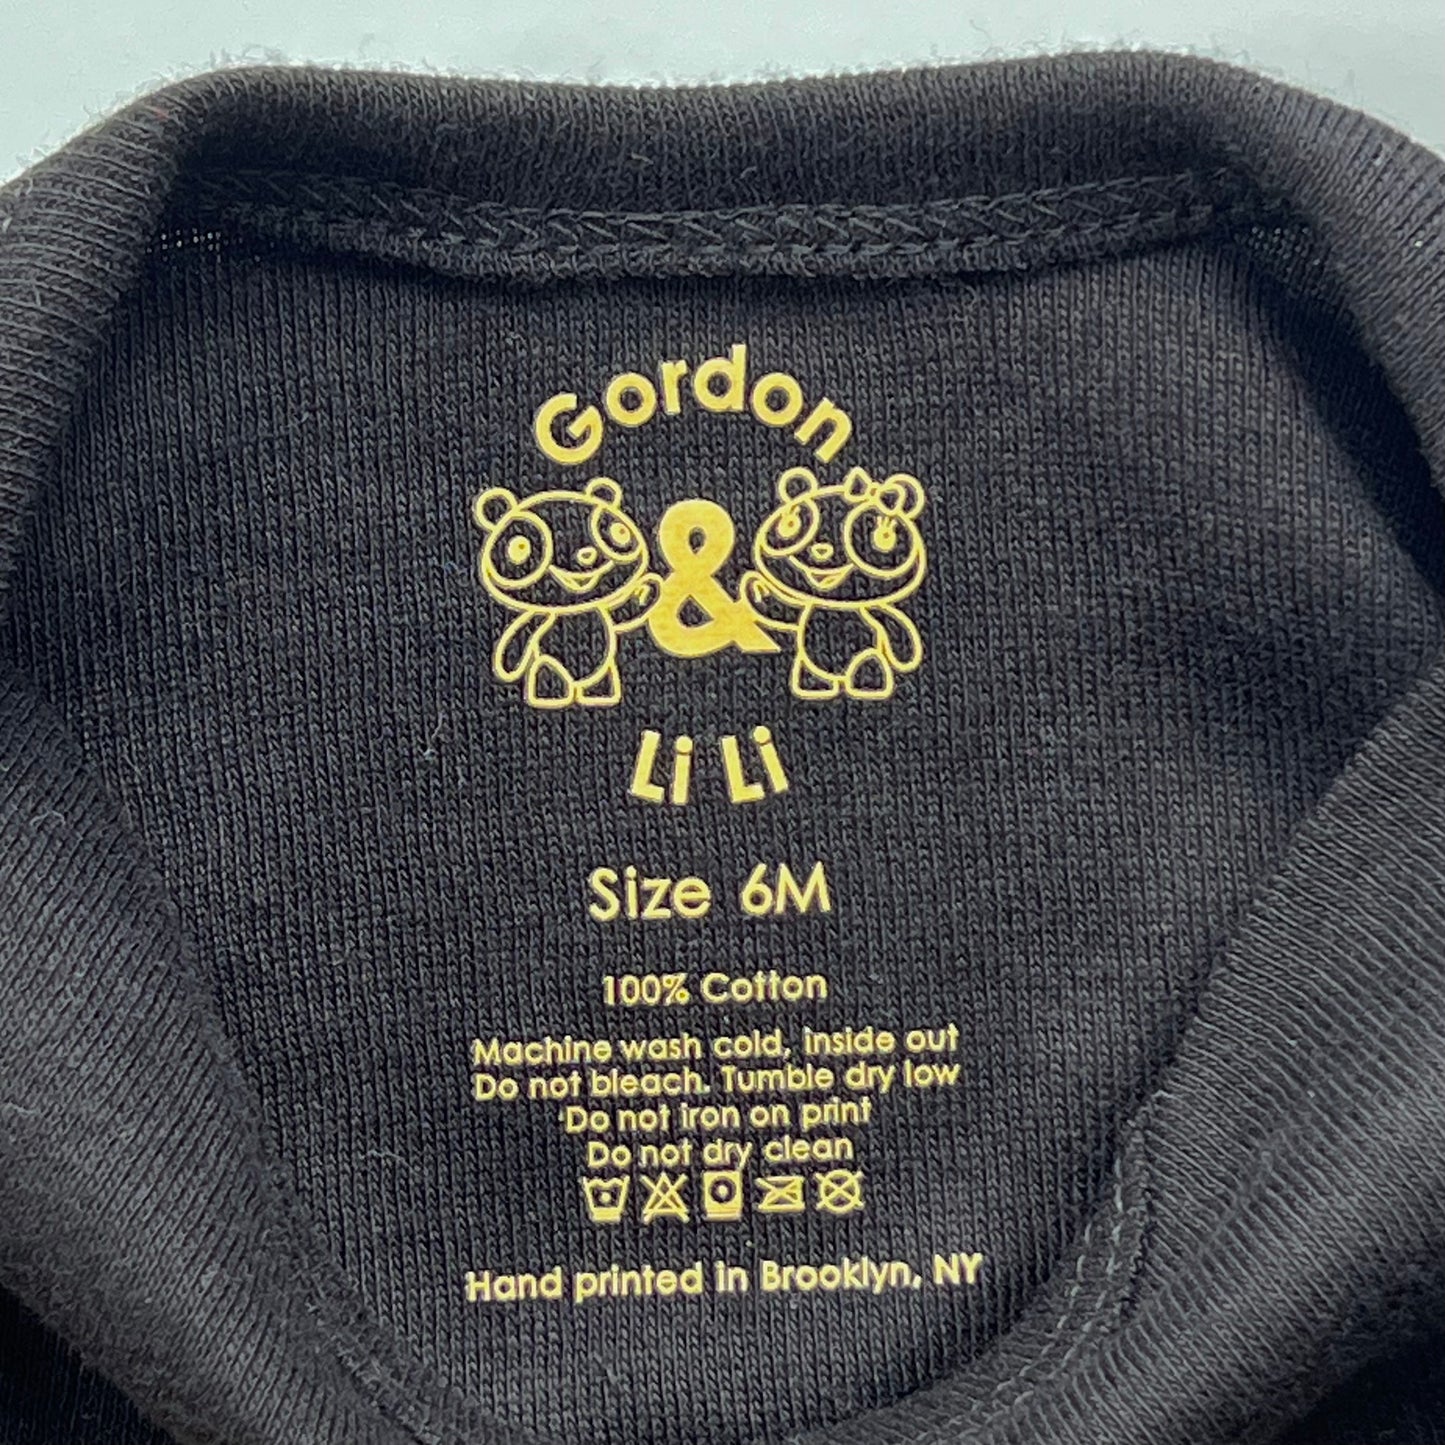 Gordon
&
Li Li
Size 6M
100% Cotton
Machine wash cold, inside out
Do not bleach. Tumble dry low
Do not iron on print
Do not dry clean
Hand printed in Brooklyn, NY